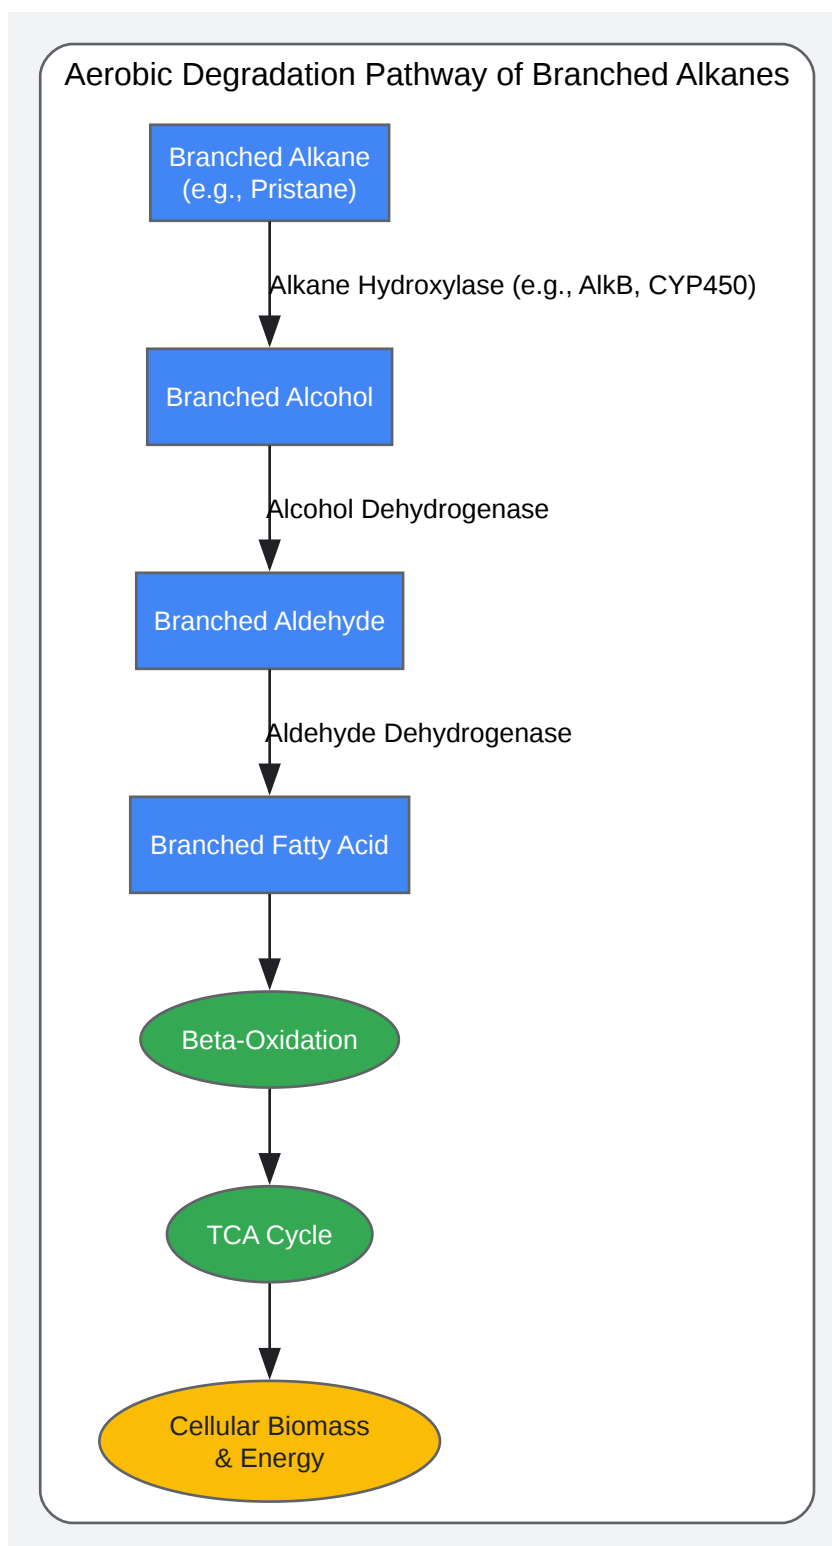 Aerobic Degradation Pathway of Branched Alkanes
Branched Alkane
(e.g., Pristane)
Alkane Hydroxylase (e.g., AlkB, CYP450)
Branched Alcohol
Alcohol Dehydrogenase
Branched Aldehyde
Aldehyde Dehydrogenase
Branched Fatty Acid
Beta-Oxidation
TCA Cycle
Cellular Biomass
& Energy